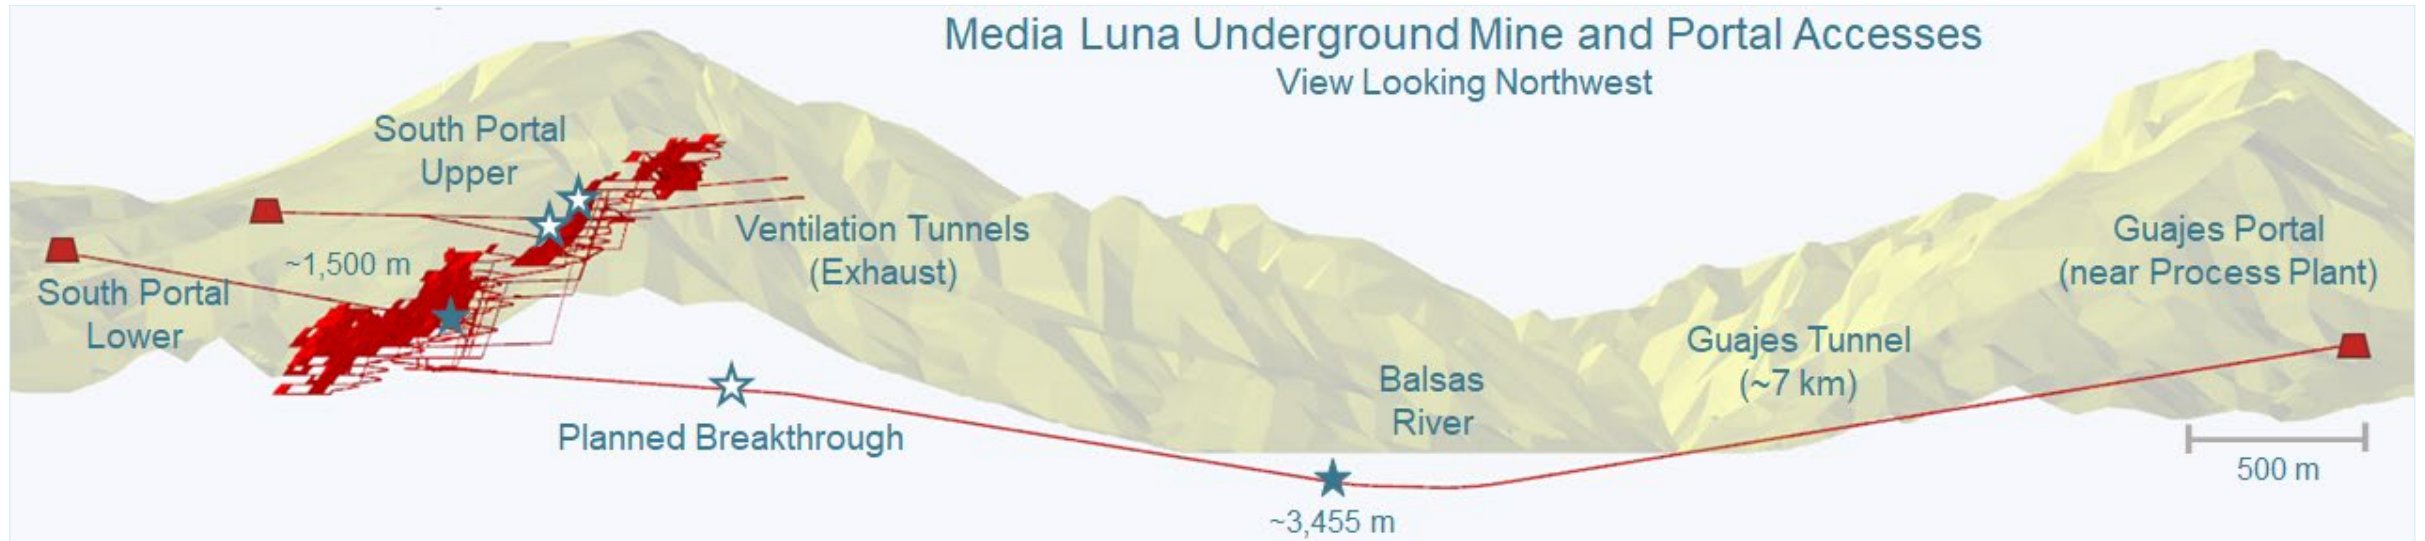 Media Luna Underground Mine and Portal Accesses
View Looking Northwest
South Portal
Upper
~1,500 m
South Portal
Lower
Ventilation Tunnels
(Exhaust)
Planned Breakthrough
Balsas
River
~3,455 m
Guajes Tunnel
(~7 km)
Guajes Portal
(near Process Plant)
500 m